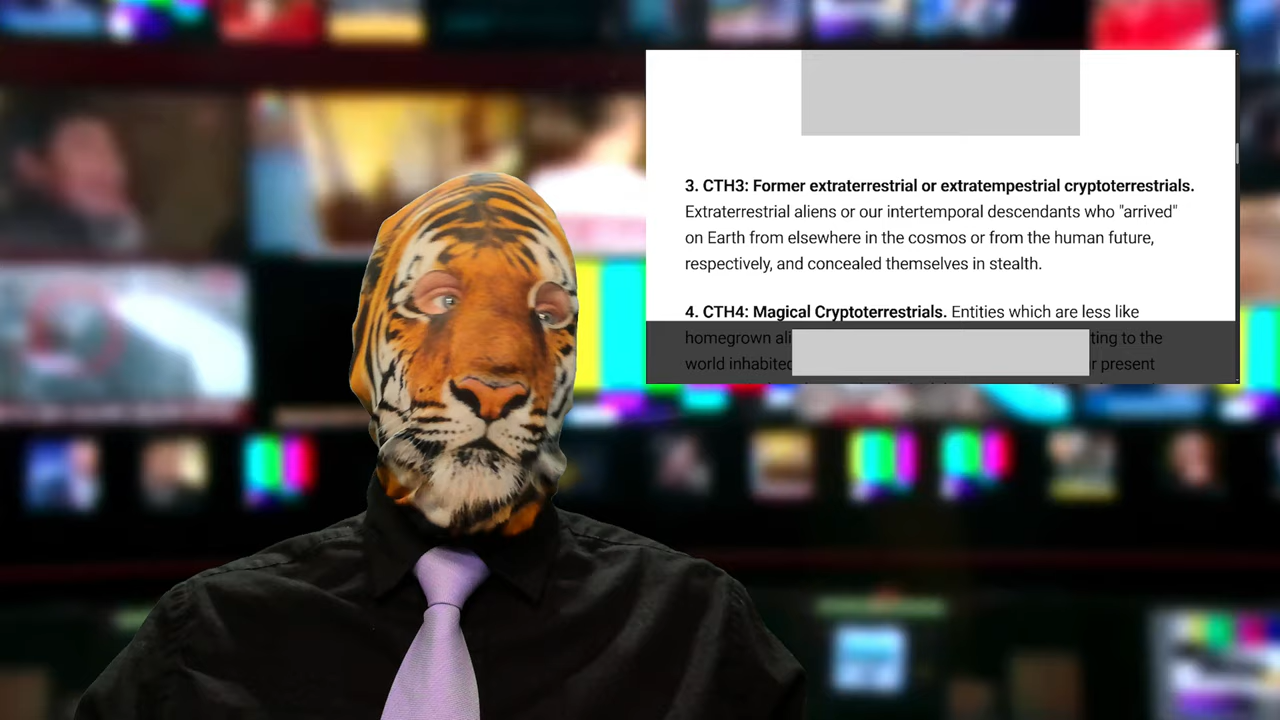 3. CTH3: Former extraterrestrial or extratempestrial cryptoterrestrials.
Extraterrestrial aliens or our intertemporal descendants who "arrived"
on Earth from elsewhere in the cosmos or from the human future,
respectively, and concealed themselves in stealth.
4. CTH4: Magical Cryptoterrestrials. Entities which are less like
homegrown ting to the
world inhabited r present